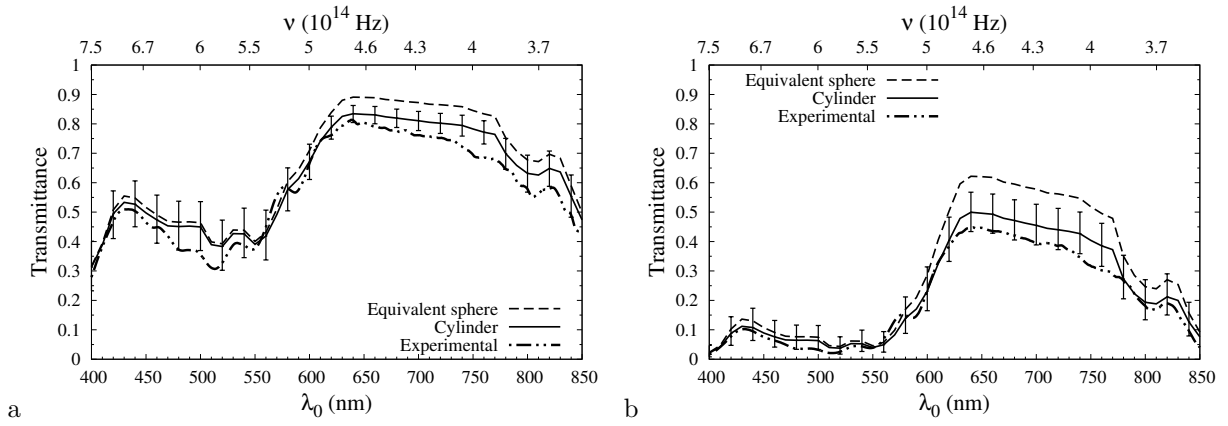 ν (10^14 Hz)
7.5 6.7 6 5.5 5 4.6 4.3 4 3.7
Transmittance
1
0.9
0.8
0.7
0.6
0.5
0.4
0.3
0.2
0.1
0
Equivalent sphere
Cylinder
Experimental
400 450 500 550 600 650 700 750 800 850
λ0 (nm)
a
ν (10^14 Hz)
7.5 6.7 6 5.5 5 4.6 4.3 4 3.7
Transmittance
1
0.9
0.8
0.7
0.6
0.5
0.4
0.3
0.2
0.1
0
Equivalent sphere
Cylinder
Experimental
400 450 500 550 600 650 700 750 800 850
λ0 (nm)
b